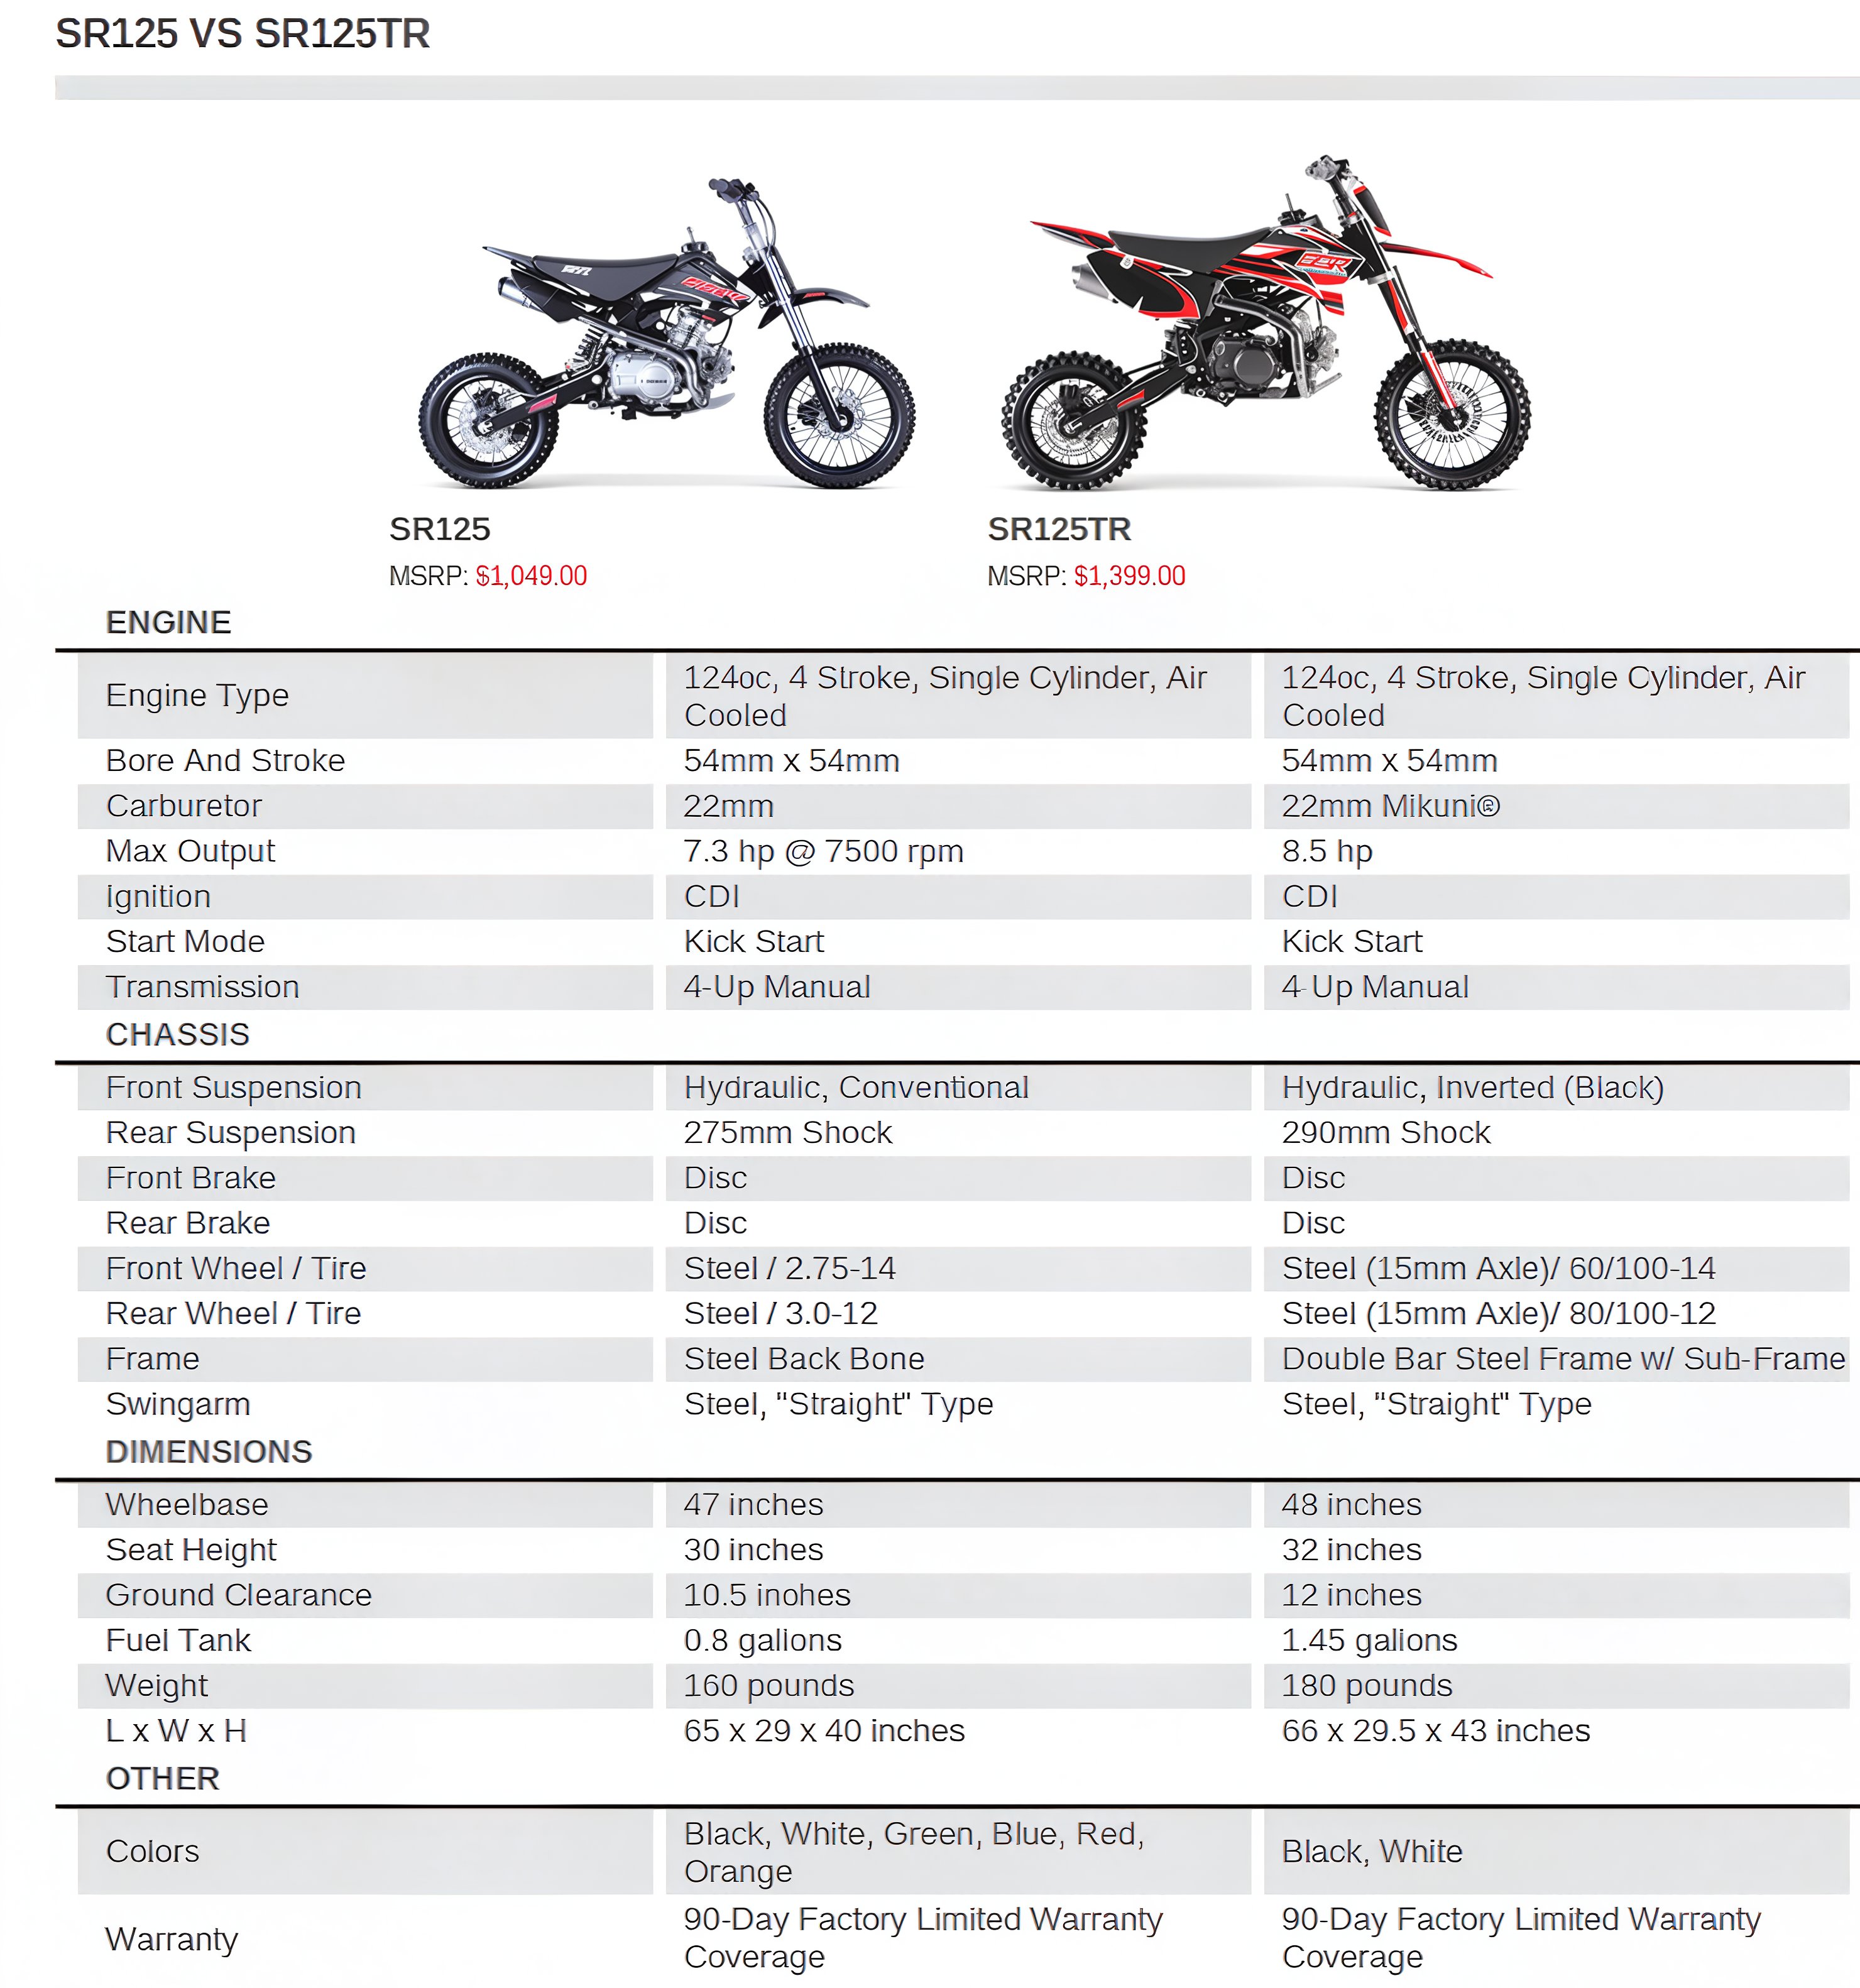 SR125 VS SR125TR
SR125
SR125TR
MSRP: $1,049.00
MSRP: $1,399.00
ENGINE
Engine Type
124oc, 4 Stroke, Single Cylinder, Air
Cooled
124oc, 4 Stroke, Single Cylinder, Air
Cooled
Bore And Stroke
54mm x 54mm
54mm x 54mm
Carburetor
22mm
22mm Mikuni®
Max Output
7.3 hp @ 7500 rpm
8.5 hp
Ignition
CDI
CDI
Start Mode
Kick Start
Kick Start
Transmission
4-Up Manual
4-Up Manual
CHASSIS
Front Suspension
Hydraulic, Conventional
Hydraulic, Inverted (Black)
Rear Suspension
275mm Shock
290mm Shock
Front Brake
Disc
Disc
Rear Brake
Disc
Disc
Front Wheel / Tire
Steel / 2.75-14
Steel (15mm Axle)/ 60/100-14
Rear Wheel / Tire
Steel / 3.0-12
Steel (15mm Axle)/ 80/100-12
Frame
Steel Back Bone
Double Bar Steel Frame w/ Sub-Frame
Swingarm
Steel, "Straight" Type
Steel, "Straight" Type
DIMENSIONS
Wheelbase
47 inches
48 inches
Seat Height
30 inches
32 inches
Ground Clearance
10.5 inohes
12 inches
Fuel Tank
0.8 gallons
1.45 gallons
Weight
160 pounds
180 pounds
L x W x H
65 x 29 x 40 inches
66 x 29.5 x 43 inches
OTHER
Colors
Black, White, Green, Blue, Red,
Orange
Black, White
Warranty
90-Day Factory Limited Warranty
Coverage
90-Day Factory Limited Warranty
Coverage